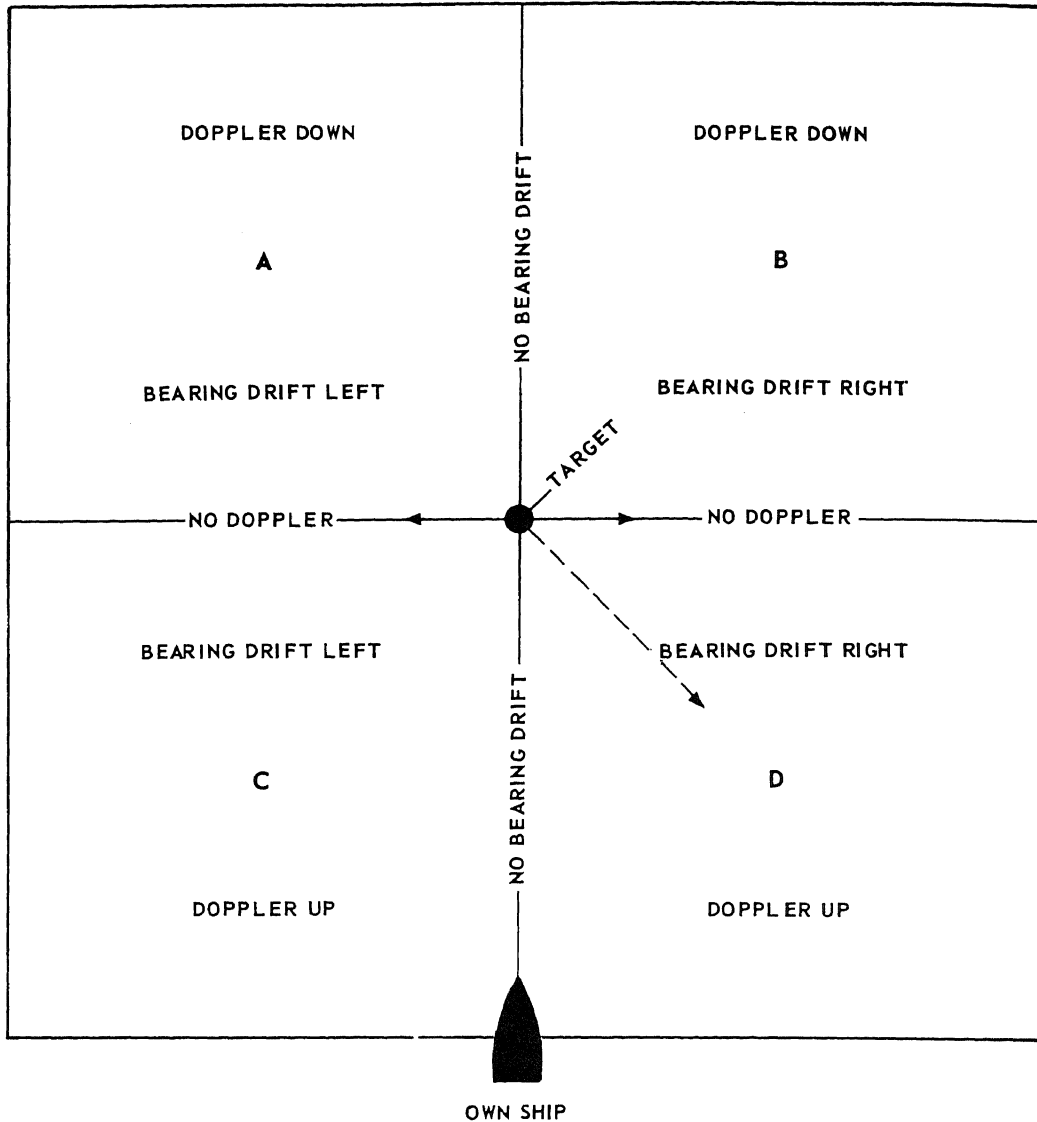 DOPPLER DOWN
DOPPLER DOWN
NO BEARING DRIFT
A
B
BEARING DRIFT LEFT
BEARING DRIFT RIGHT
TARGET
NO DOPPLER
NO DOPPLER
BEARING DRIFT LEFT
BEARING DRIFT RIGHT
NO BEARING DRIFT
C
D
DOPPLER UP
DOPPLER UP
OWN SHIP